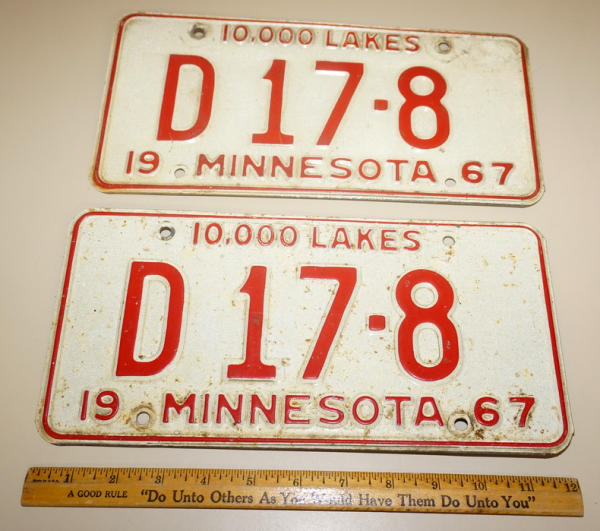 10,000 LAKES
D 17·8
19 MINNESOTA 67
10,000 LAKES
D 17·8
19 MINNESOTA 67
1 2 3 4 5 6 7 8 9 10 11 12
A GOOD RULE "Do Unto Others As You Would Have Them Do Unto You"